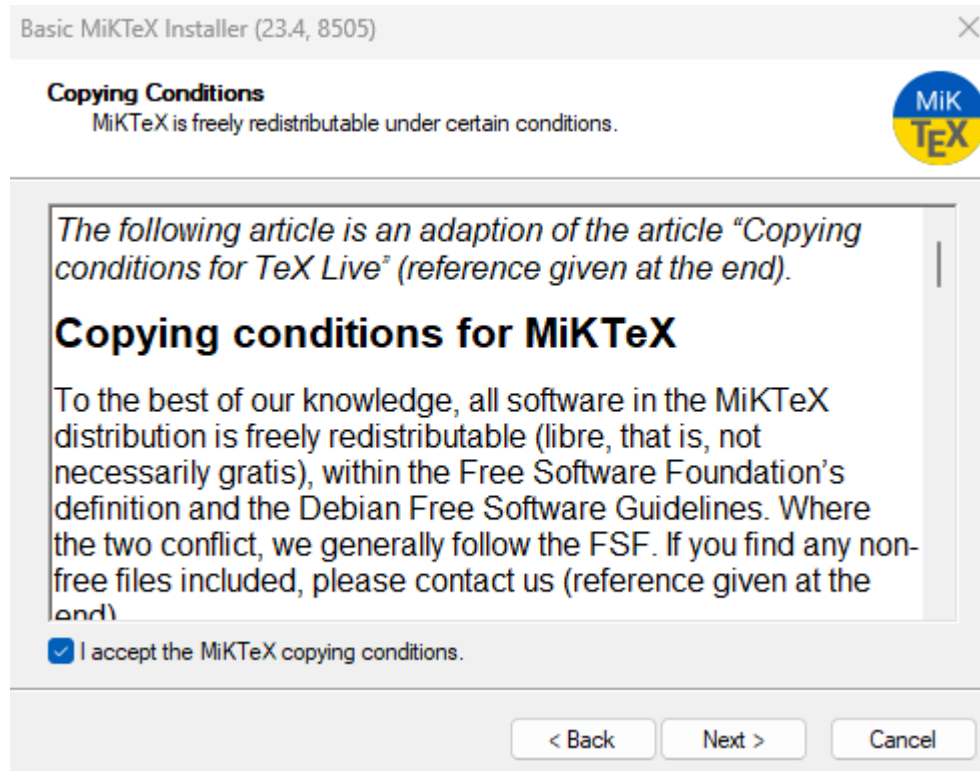 Basic MiKTeX Installer (23.4, 8505)
Copying Conditions
MiKTeX is freely redistributable under certain conditions.
MiK
TEX
The following article is an adaption of the article “Copying
conditions for TeX Live” (reference given at the end).
Copying conditions for MiKTeX
To the best of our knowledge, all software in the MiKTeX
distribution is freely redistributable (libre, that is, not
necessarily gratis), within the Free Software Foundation’s
definition and the Debian Free Software Guidelines. Where
the two conflict, we generally follow the FSF. If you find any non-
free files included, please contact us (reference given at the
end)
I accept the MiKTeX copying conditions.
< Back Next > Cancel